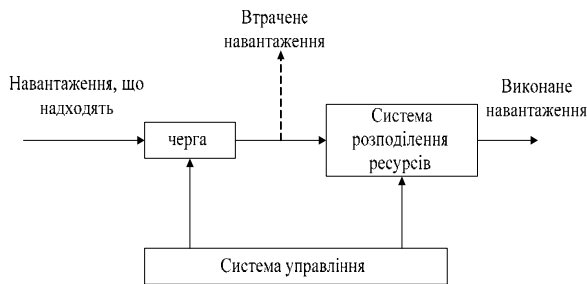 Втрачене
навантаження
Навантаження, що
надходять
Виконане
навантаження
черга
Система
розподілення
ресурсів
Система управління